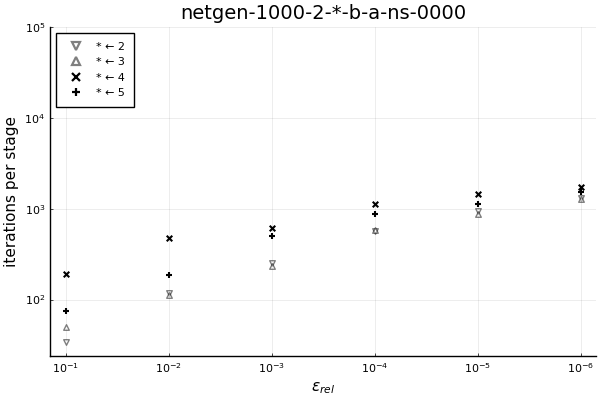 netgen-1000-2-*-b-a-ns-0000
iterations per stage
10⁵
10⁴
10³
10²
* ← 2
* ← 3
* ← 4
* ← 5
10⁻¹ 10⁻² 10⁻³ 10⁻⁴ 10⁻⁵ 10⁻⁶
ε_rel